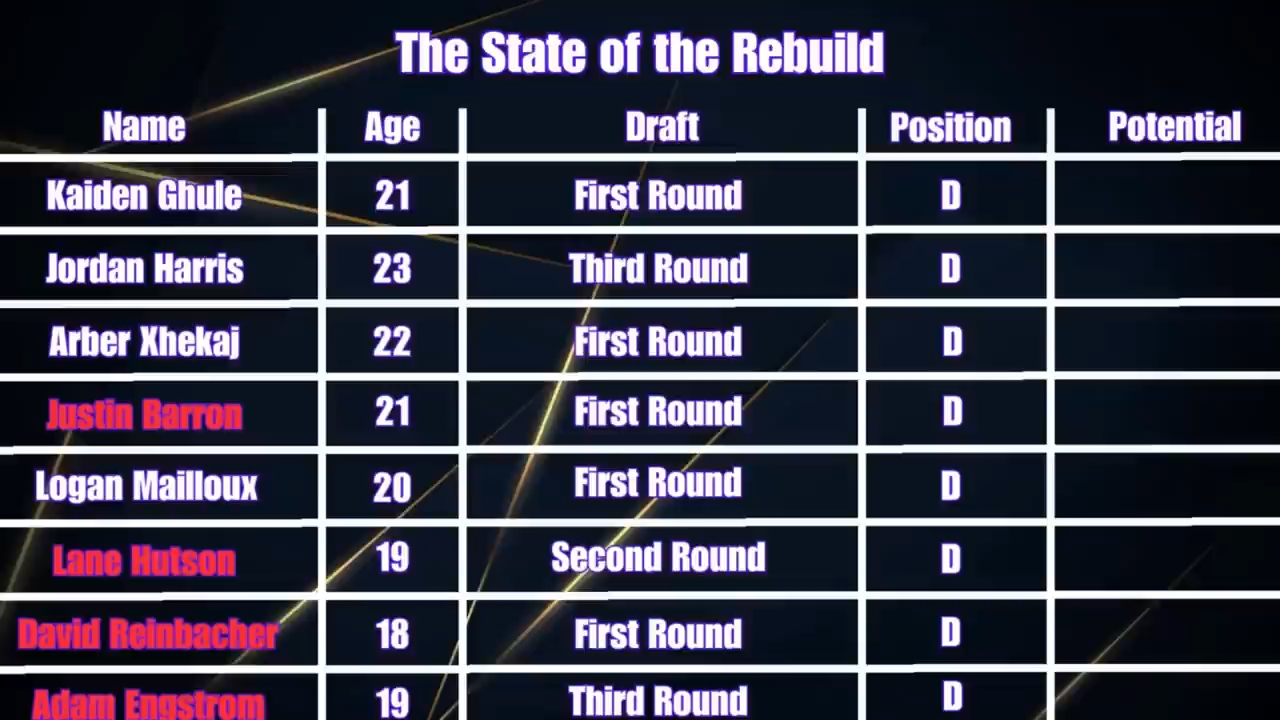 The State of the Rebuild
Name Age Draft Position Potential
Kaiden Ghule 21 First Round D
Jordan Harris 23 Third Round D
Arber Xhekaj 22 First Round D
Justin Barron 21 First Round D
Logan Mailloux 20 First Round D
Lane Hutson 19 Second Round D
David Reinbacher 18 First Round D
Adam Engstrom 19 Third Round D